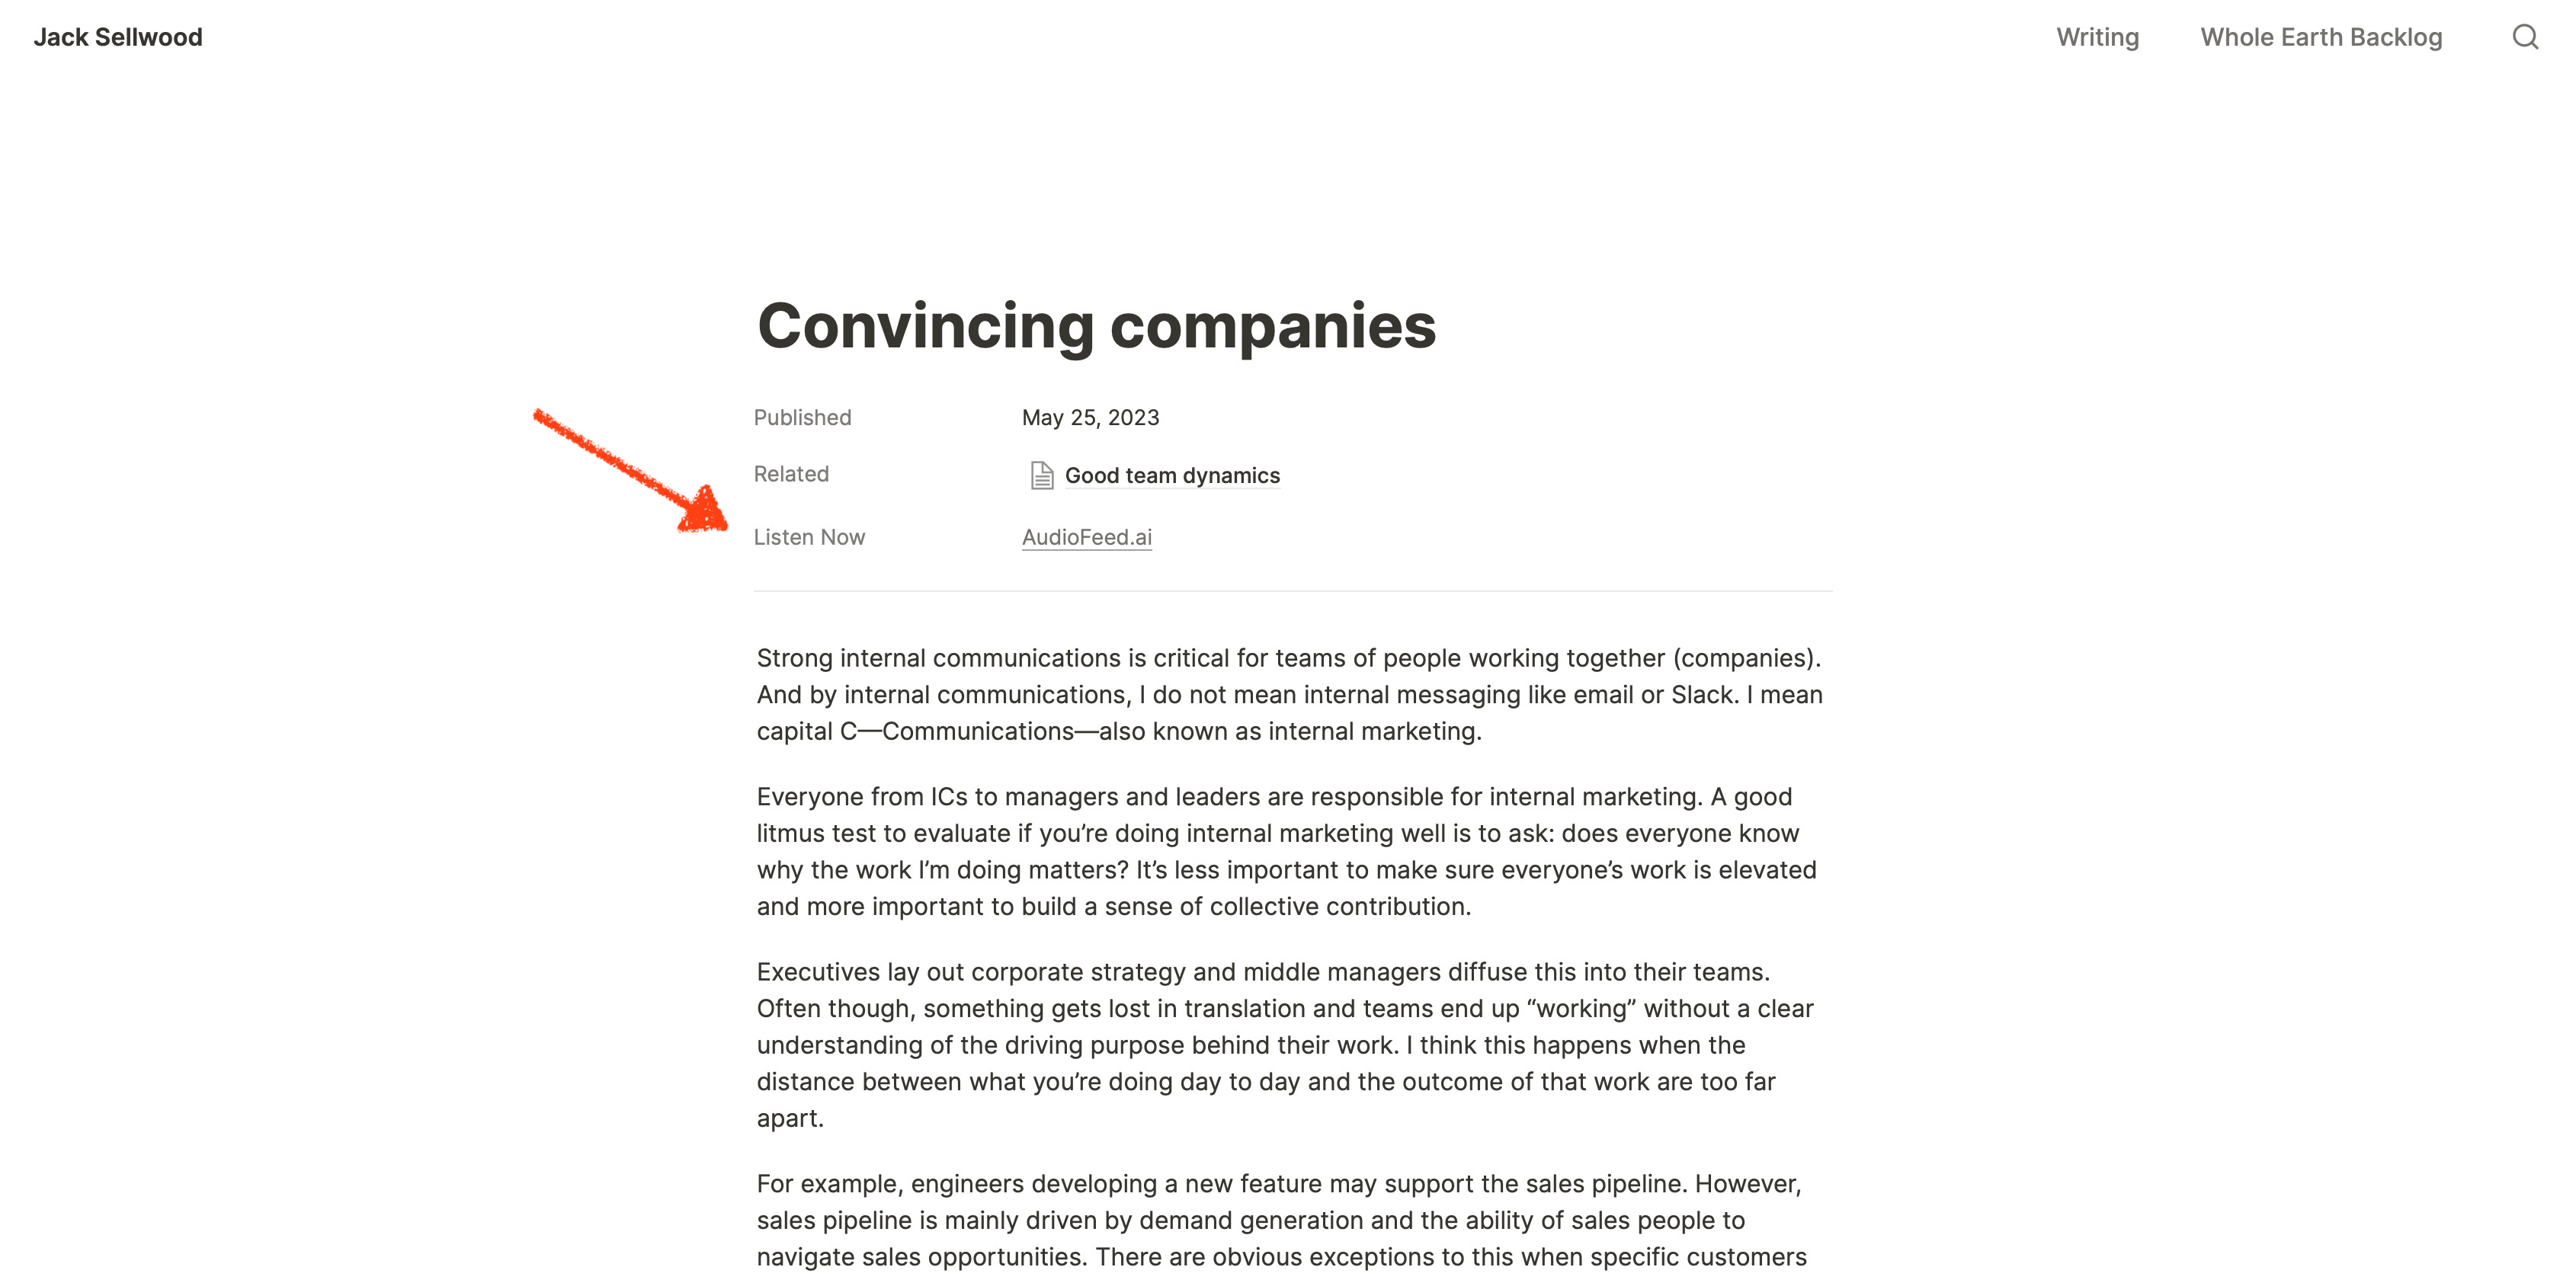 Jack Sellwood
Writing
Whole Earth Backlog
Convincing companies
Published
May 25, 2023
Related
Good team dynamics
Listen Now
AudioFeed.ai
Strong internal communications is critical for teams of people working together (companies).
And by internal communications, I do not mean internal messaging like email or Slack. I mean
capital C—Communications—also known as internal marketing.
Everyone from ICs to managers and leaders are responsible for internal marketing. A good
litmus test to evaluate if you’re doing internal marketing well is to ask: does everyone know
why the work I’m doing matters? It’s less important to make sure everyone’s work is elevated
and more important to build a sense of collective contribution.
Executives lay out corporate strategy and middle managers diffuse this into their teams.
Often though, something gets lost in translation and teams end up “working” without a clear
understanding of the driving purpose behind their work. I think this happens when the
distance between what you’re doing day to day and the outcome of that work are too far
apart.
For example, engineers developing a new feature may support the sales pipeline. However,
sales pipeline is mainly driven by demand generation and the ability of sales people to
navigate sales opportunities. There are obvious exceptions to this when specific customers